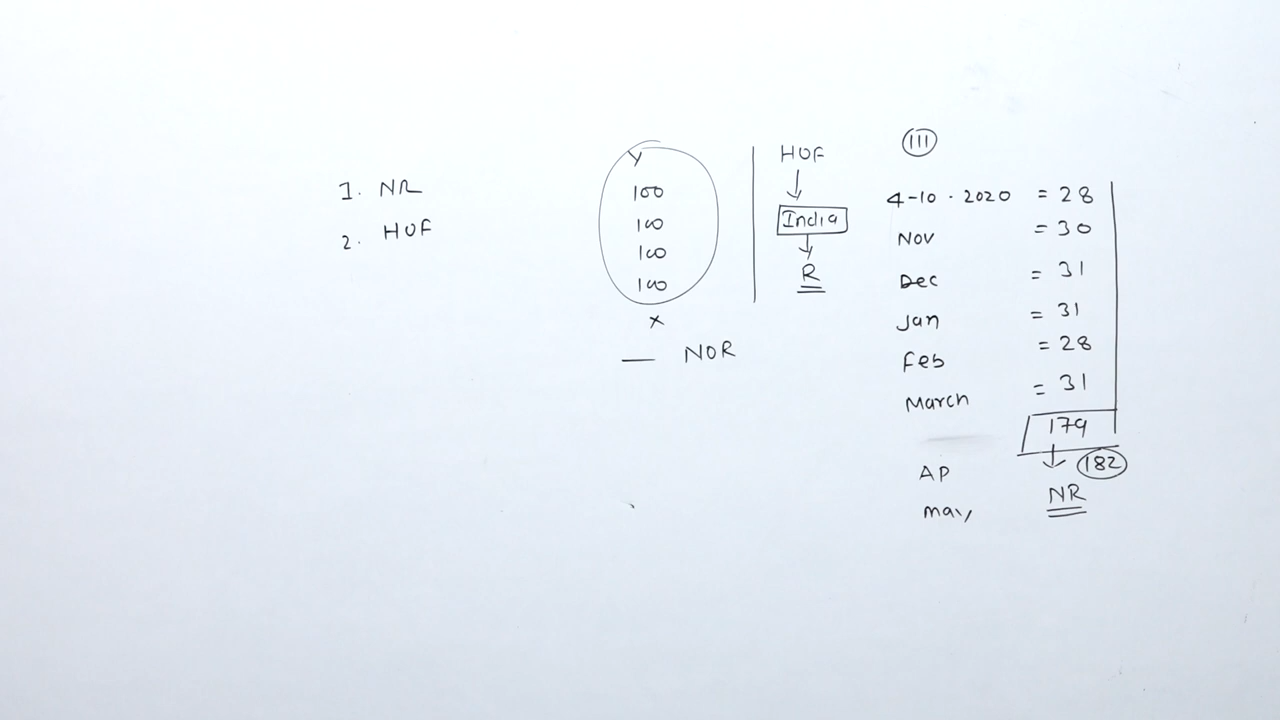 1. NR
2. HUF
Y
100
100
100
100
X
— NOR
HUF
India
R
111
4-10.2020 = 28
Nov = 30
Dec = 31
Jan = 31
Feb = 28
March = 31
179
182
NR
AP
may